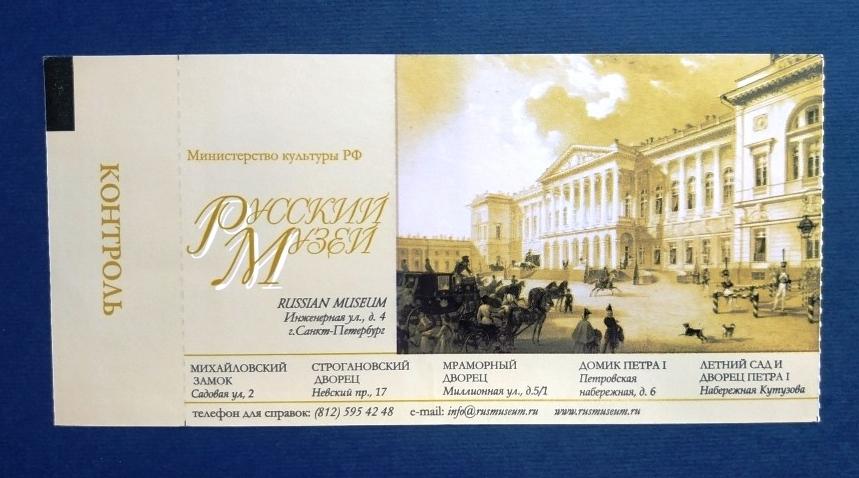 КОНТРОЛЬ
Министерство культуры РФ
Русский
Музей
RUSSIAN MUSEUM
Инженерная ул., д. 4
г.Санкт-Петербург
МИХАЙЛОВСКИЙ
ЗАМОК
Садовая ул, 2
СТРОГАНОВСКИЙ
ДВОРЕЦ
Невский пр., 17
МРАМОРНЫЙ
ДВОРЕЦ
Миллионная ул., д.5/1
ДОМИК ПЕТРА I
Петровская
набережная, д. 6
ЛЕТНИЙ САД И
ДВОРЕЦ ПЕТРА I
Набережная Кутузова
телефон для справок: (812) 595 42 48 e-mail: info@rusmuseum.ru www.rusmuseum.ru